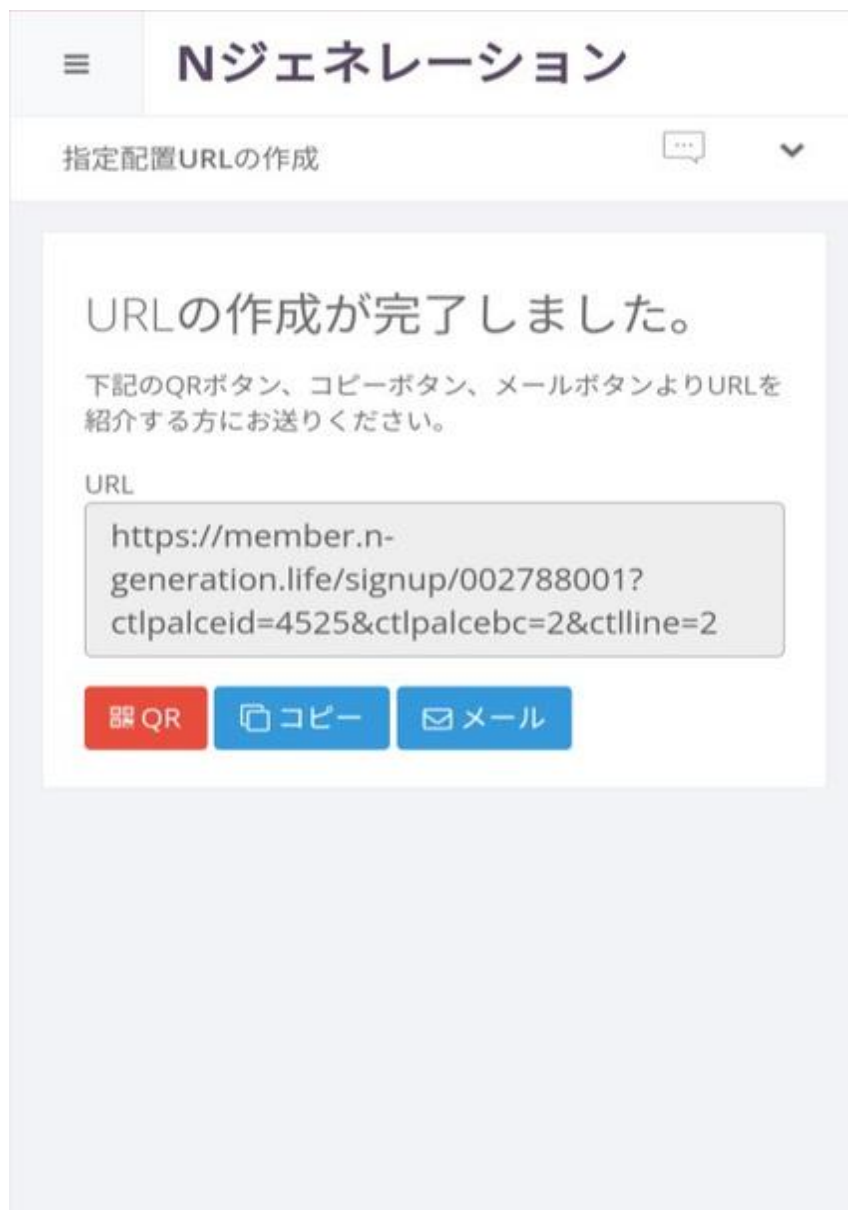 Nジェネレーション
指定配置URLの作成
URLの作成が完了しました。
下記のQRボタン、コピーボタン、メールボタンよりURLを
紹介する方にお送りください。
URL
https://member.n-
generation.life/signup/002788001?
ctlpalceid=4525&ctlpalcebc=2&ctlline=2
QR コピー メール